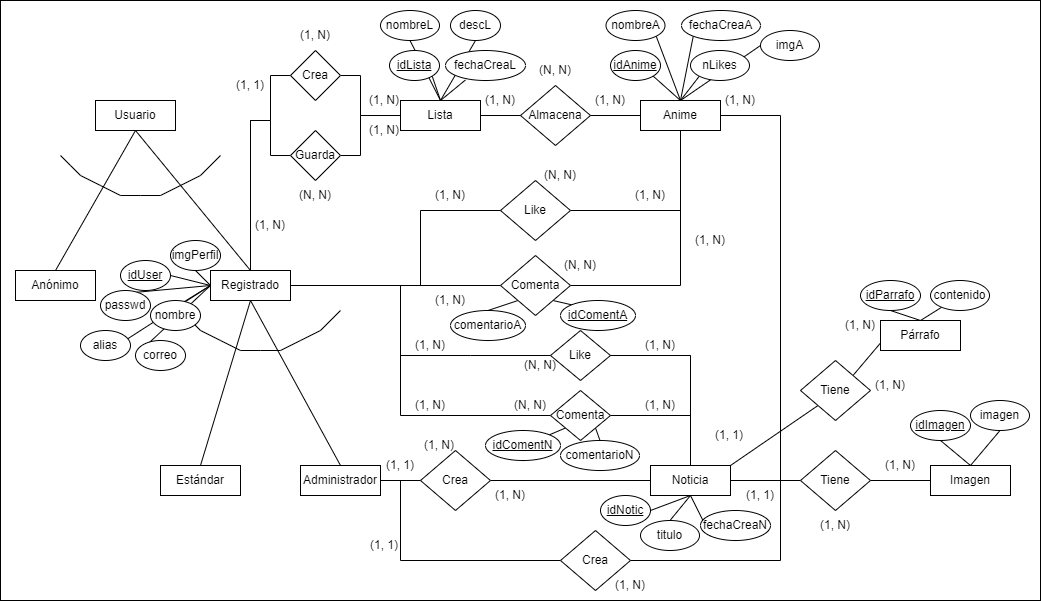 nombreL
descL
nombreA
fechaCreaA
(1, N)
imgA
idLista
fechaCreaL
idAnime
nLikes
(N, N)
Crea
(1, 1)
(1, N)
(1, N)
(1, N)
(1, N)
Usuario
Lista
Almacena
Anime
(1, N)
Guarda
(N, N)
(N, N)
(1, N)
(1, N)
Like
(1, N)
(1, N)
imgPerfil
(N, N)
idUser
Anónimo
Registrado
Comenta
passwd
(1, N)
idComentA
nombre
comentarioA
idParrafo
contenido
(1, N)
alias
correo
(1, N)
Like
(1, N)
Párrafo
(N, N)
Tiene
(1, N)
(1, N)
(N, N)
(1, N)
Comenta
imagen
idImagen
(1, 1)
(1, N)
idComentN
comentarioN
(1, 1)
(1, N)
Estándar
Administrador
Crea
Noticia
Tiene
Imagen
(1, N)
(1, 1)
idNotic
titulo
fechaCreaN
(1, N)
(1, 1)
Crea
(1, N)